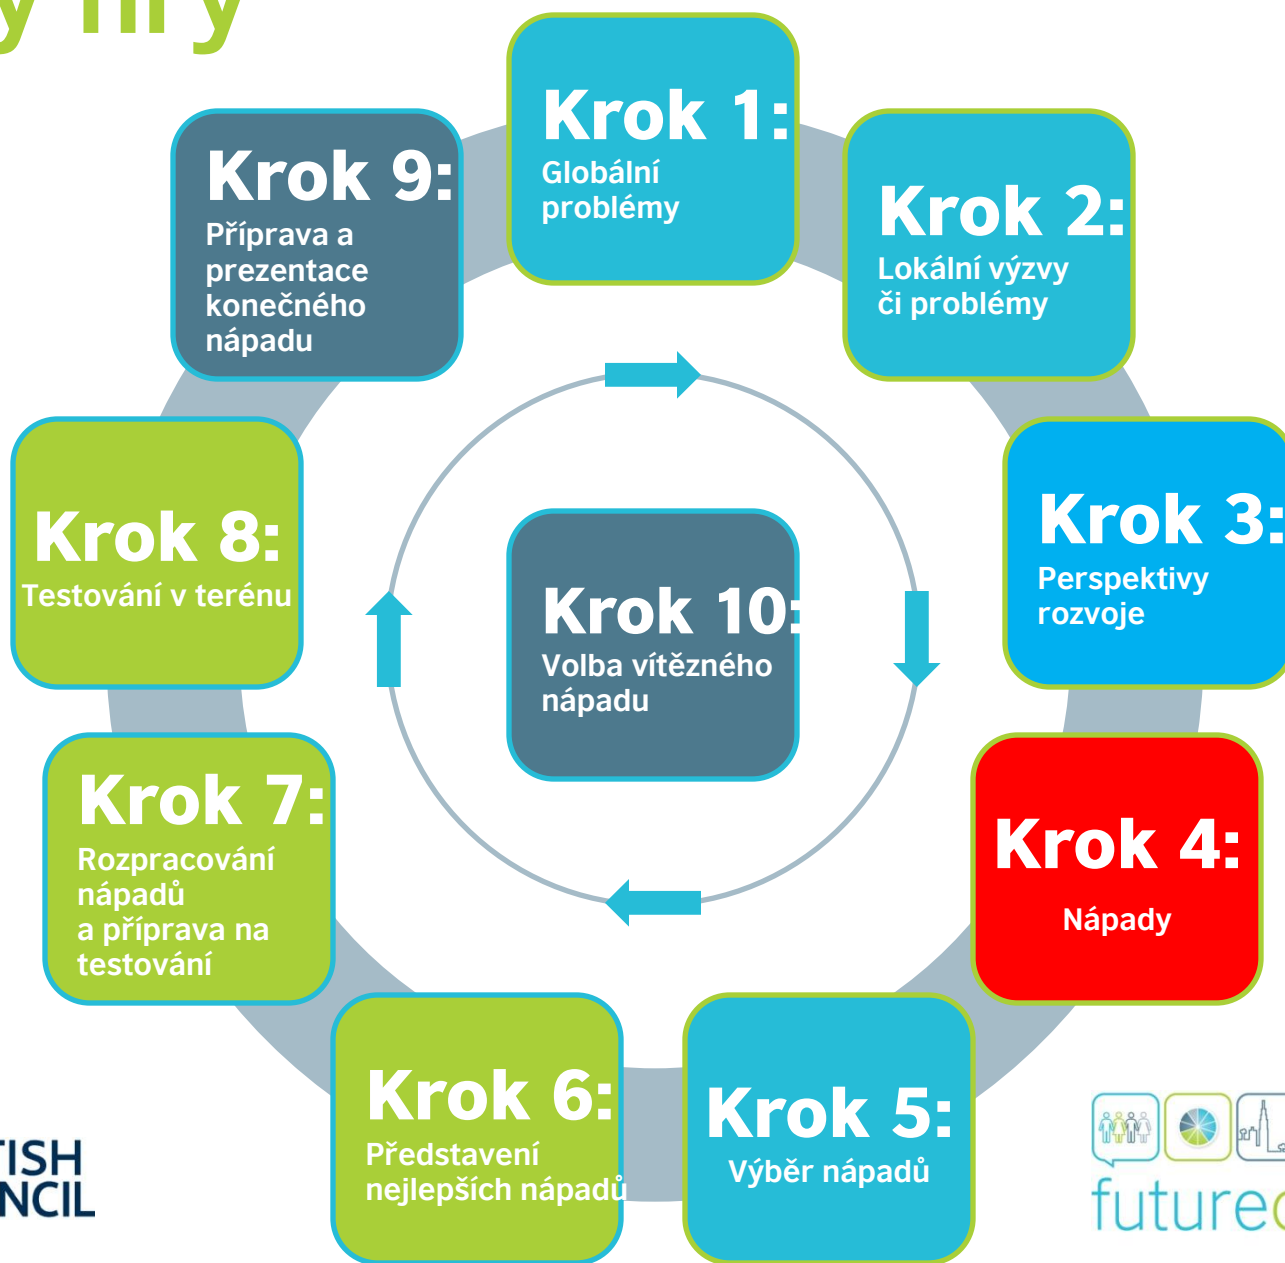 y hry
Krok 1:
Globální
problémy
Krok 2:
Lokální výzvy
či problémy
Krok 3:
Perspektivy
rozvoje
Krok 4:
Nápady
Krok 5:
Výběr nápadů
Krok 6:
Představení
nejlepších nápadů
Krok 7:
Rozpracování
nápadů
a příprava na
testování
Krok 8:
Testování v terénu
Krok 9:
Příprava a
prezentace
konečného
nápadu
Krok 10:
Volba vítězného
nápadu
TISH
NCIL
future